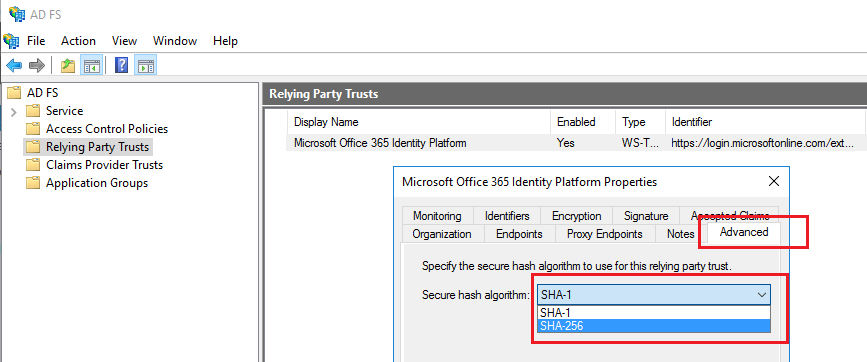 AD FS
File Action View Window Help
AD FS
Service
Access Control Policies
Relying Party Trusts
Claims Provider Trusts
Application Groups
Relying Party Trusts
Display Name Enabled Type Identifier
Microsoft Office 365 Identity Platform Yes WS-T... https://login.microsoftonline.com/ext...
Microsoft Office 365 Identity Platform Properties
Monitoring Identifiers Encryption Signature Accepted Claims
Organization Endpoints Proxy Endpoints Notes Advanced
Specify the secure hash algorithm to use for this relying party trust.
Secure hash algorithm: SHA-1
SHA-1
SHA-256